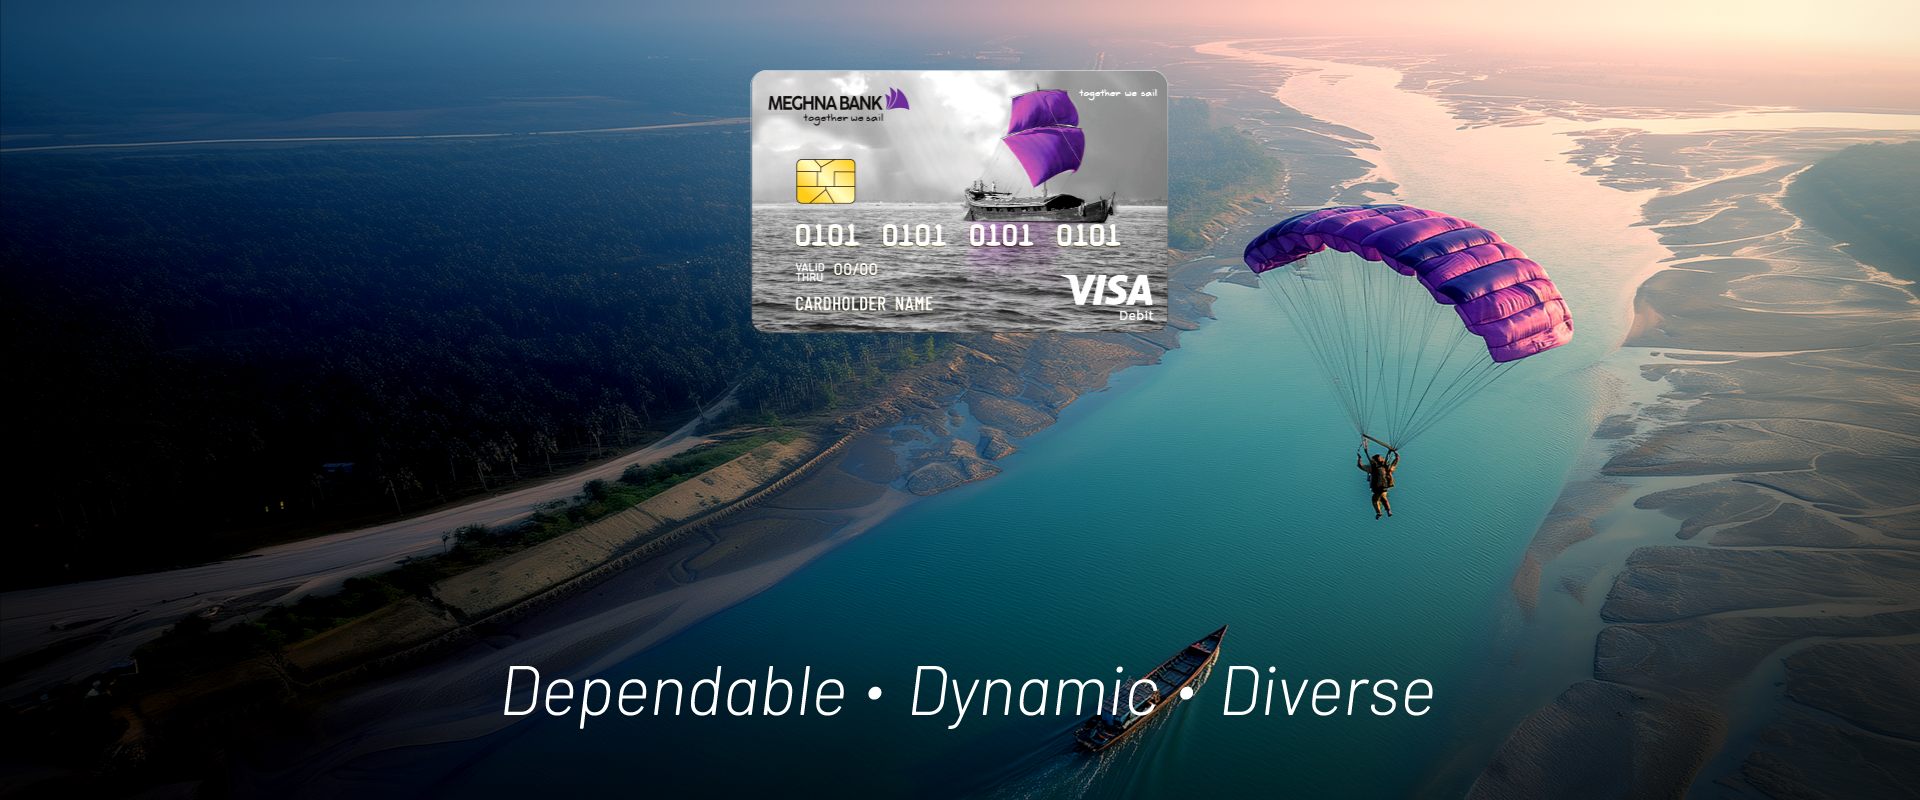 MEGHNA BANK
together we sail
together we sail
0101 0101 0101 0101
VALID THRU 00/00
CARDHOLDER NAME
VISA
Debit
Dependable • Dynamic • Diverse